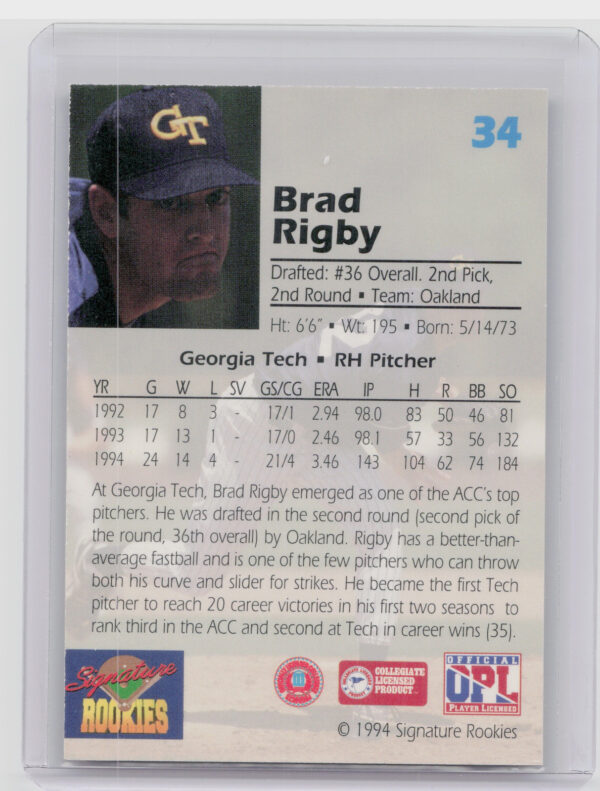 GT
34
Brad
Rigby
Drafted: #36 Overall. 2nd Pick,
2nd Round ▪ Team: Oakland
Ht: 6'6" ▪ Wt: 195 ▪ Born: 5/14/73
Georgia Tech ▪ RH Pitcher
YR G W L SV GS/CG ERA IP H R BB SO
1992 17 8 3 - 17/1 2.94 98.0 83 50 46 81
1993 17 13 1 - 17/0 2.46 98.1 57 33 56 132
1994 24 14 4 - 21/4 3.46 143 104 62 74 184
At Georgia Tech, Brad Rigby emerged as one of the ACC's top
pitchers. He was drafted in the second round (second pick of
the round, 36th overall) by Oakland. Rigby has a better-than-
average fastball and is one of the few pitchers who can throw
both his curve and slider for strikes. He became the first Tech
pitcher to reach 20 career victories in his first two seasons to
rank third in the ACC and second at Tech in career wins (35).
Signature
ROOKIES
COLLEGIATE
LICENSED
PRODUCT
OFFICIAL
OPL
PLAYER LICENSED
© 1994 Signature Rookies